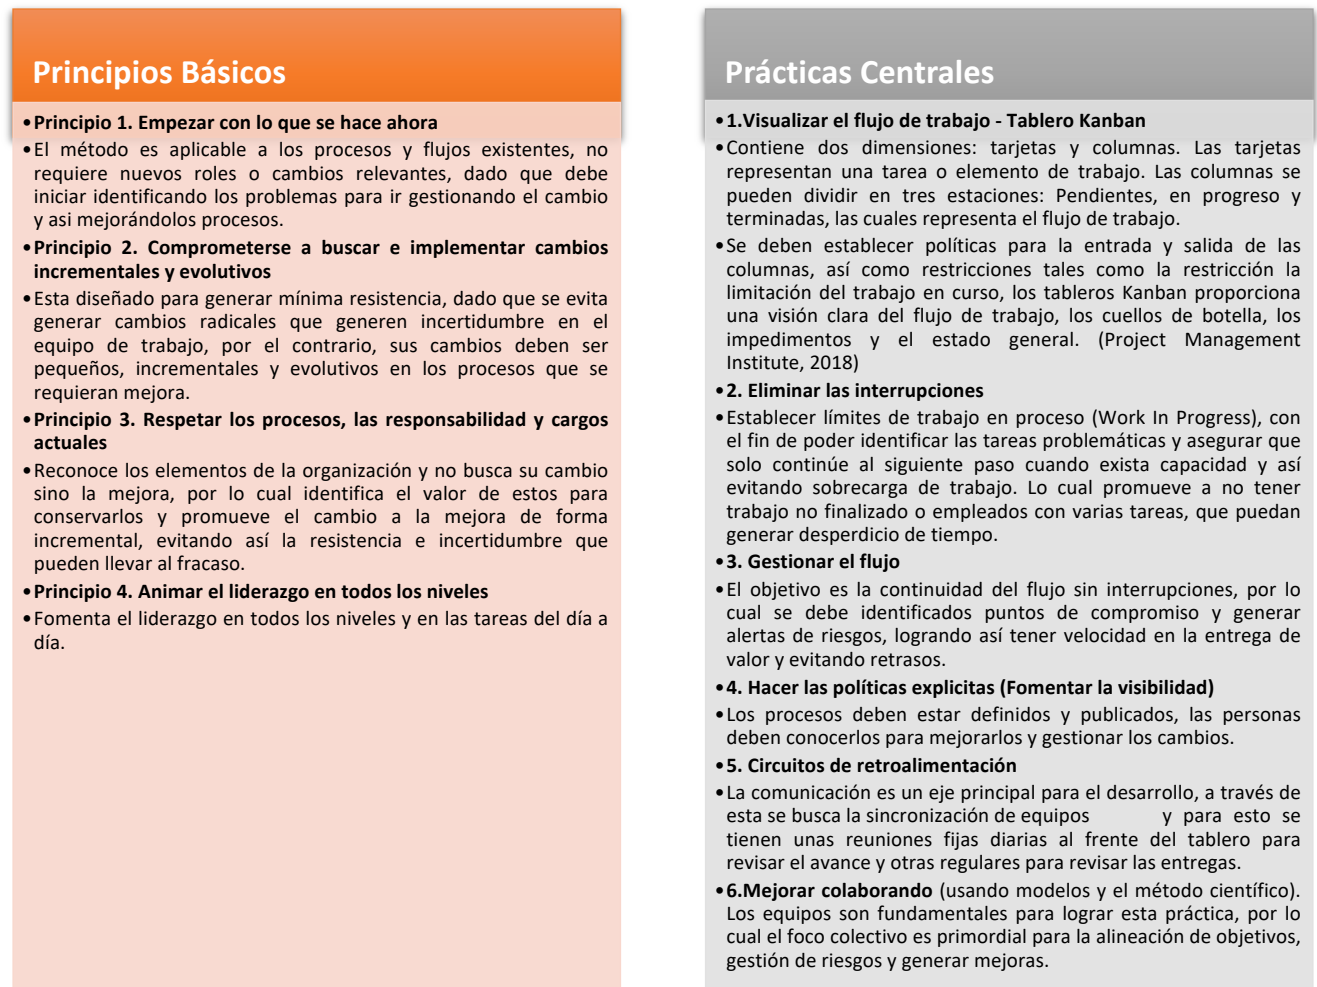 Principios Básicos
•Principio 1. Empezar con lo que se hace ahora
•El método es aplicable a los procesos y flujos existentes, no
requiere nuevos roles o cambios relevantes, dado que debe
iniciar identificando los problemas para ir gestionando el cambio
y asi mejorándolos procesos.
•Principio 2. Comprometerse a buscar e implementar cambios
incrementales y evolutivos
•Esta diseñado para generar mínima resistencia, dado que se evita
generar cambios radicales que generen incertidumbre en el
equipo de trabajo, por el contrario, sus cambios deben ser
pequeños, incrementales y evolutivos en los procesos que se
requieran mejora.
•Principio 3. Respetar los procesos, las responsabilidad y cargos
actuales
•Reconoce los elementos de la organización y no busca su cambio
sino la mejora, por lo cual identifica el valor de estos para
conservarlos y promueve el cambio a la mejora de forma
incremental, evitando así la resistencia e incertidumbre que
pueden llevar al fracaso.
•Principio 4. Animar el liderazgo en todos los niveles
•Fomenta el liderazgo en todos los niveles y en las tareas del día a
día.
Prácticas Centrales
•1.Visualizar el flujo de trabajo - Tablero Kanban
•Contiene dos dimensiones: tarjetas y columnas. Las tarjetas
representan una tarea o elemento de trabajo. Las columnas se
pueden dividir en tres estaciones: Pendientes, en progreso y
terminadas, las cuales representa el flujo de trabajo.
•Se deben establecer políticas para la entrada y salida de las
columnas, así como restricciones tales como la restricción la
limitación del trabajo en curso, los tableros Kanban proporciona
una visión clara del flujo de trabajo, los cuellos de botella, los
impedimentos y el estado general. (Project Management
Institute, 2018)
•2. Eliminar las interrupciones
•Establecer límites de trabajo en proceso (Work In Progress), con
el fin de poder identificar las tareas problemáticas y asegurar que
solo continúe al siguiente paso cuando exista capacidad y así
evitando sobrecarga de trabajo. Lo cual promueve a no tener
trabajo no finalizado o empleados con varias tareas, que puedan
generar desperdicio de tiempo.
•3. Gestionar el flujo
•El objetivo es la continuidad del flujo sin interrupciones, por lo
cual se debe identificados puntos de compromiso y generar
alertas de riesgos, logrando así tener velocidad en la entrega de
valor y evitando retrasos.
•4. Hacer las políticas explicitas (Fomentar la visibilidad)
•Los procesos deben estar definidos y publicados, las personas
deben conocerlos para mejorarlos y gestionar los cambios.
•5. Circuitos de retroalimentación
•La comunicación es un eje principal para el desarrollo, a través de
esta se busca la sincronización de equipos y para esto se
tienen unas reuniones fijas diarias al frente del tablero para
revisar el avance y otras regulares para revisar las entregas.
•6.Mejorar colaborando (usando modelos y el método científico).
Los equipos son fundamentales para lograr esta práctica, por lo
cual el foco colectivo es primordial para la alineación de objetivos,
gestión de riesgos y generar mejoras.